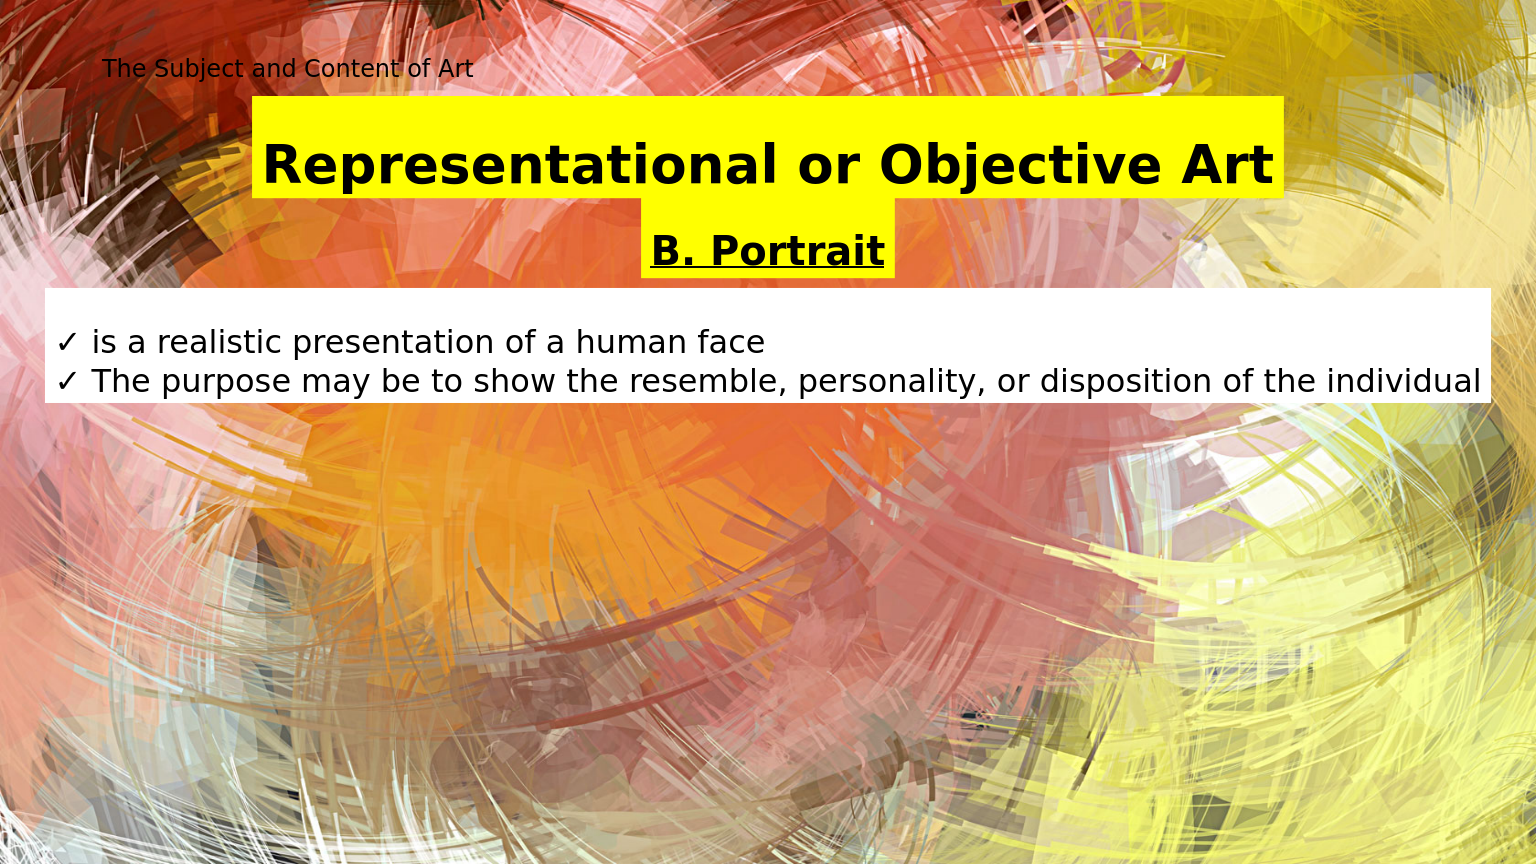 The Subject and Content of Art
Representational or Objective Art
B. Portrait
✓ is a realistic presentation of a human face
✓ The purpose may be to show the resemble, personality, or disposition of the individual